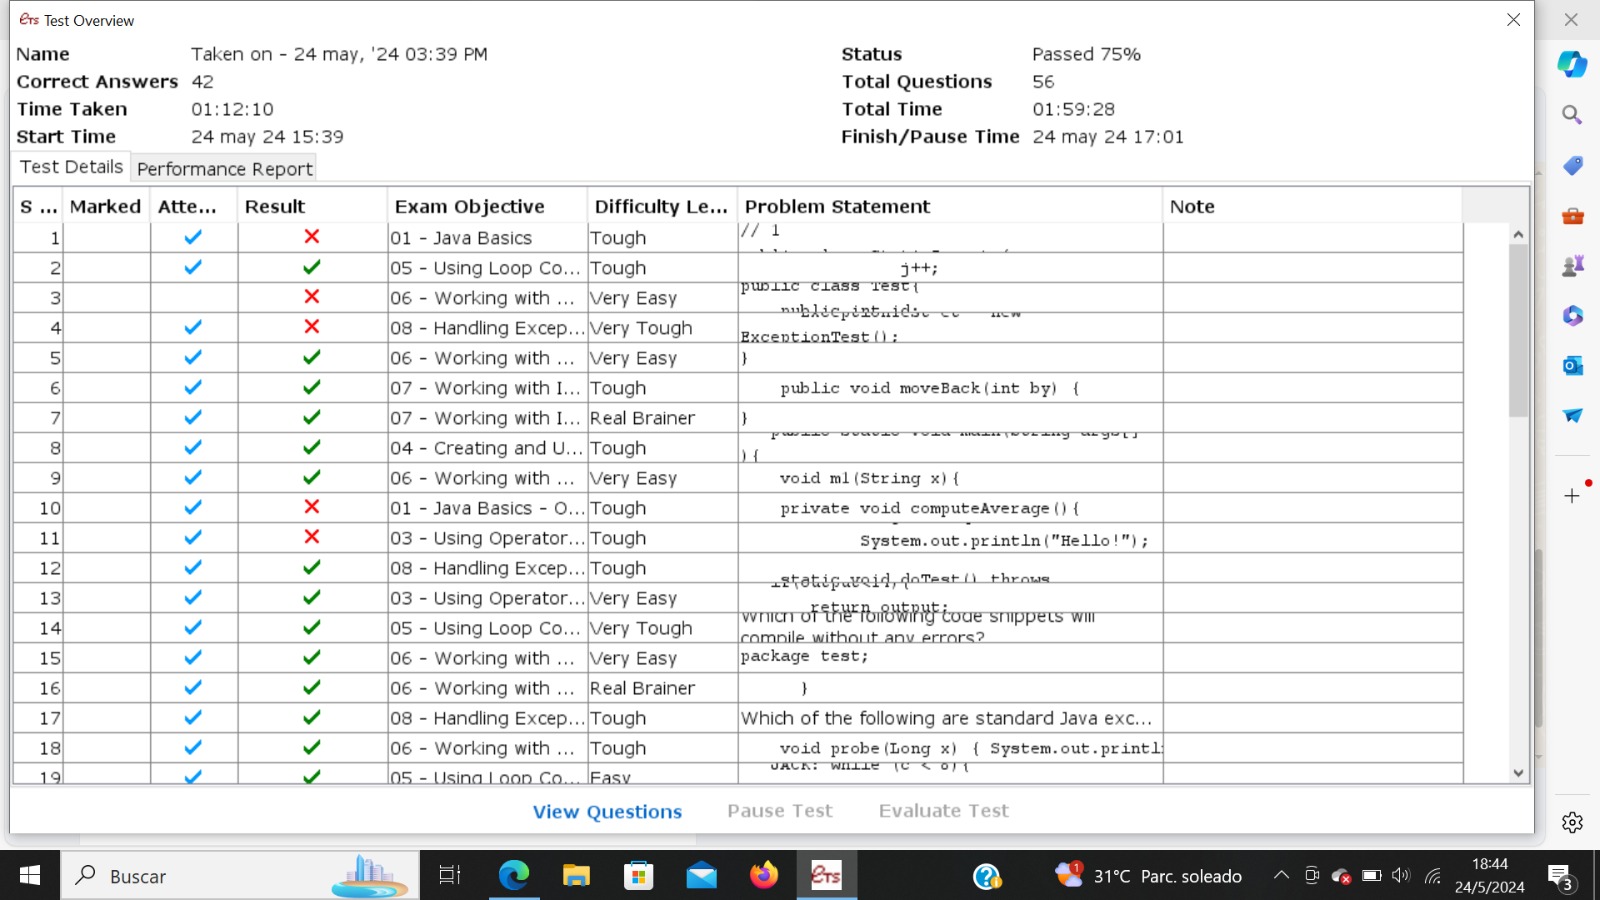 eTs Test Overview
Name Taken on - 24 may, '24 03:39 PM Status Passed 75%
Correct Answers 42 Total Questions 56
Time Taken 01:12:10 Total Time 01:59:28
Start Time 24 may 24 15:39 Finish/Pause Time 24 may 24 17:01
Test Details Performance Report
S ... Marked Atte... Result Exam Objective Difficulty Le... Problem Statement Note
1 01 - Java Basics Tough // 1
2 05 - Using Loop Co... Tough j++;
3 06 - Working with ... Very Easy public class Test{
4 08 - Handling Excep... Very Tough ExceptionTest();
5 06 - Working with ... Very Easy }
6 07 - Working with I... Tough public void moveBack(int by) {
7 07 - Working with I... Real Brainer }
8 04 - Creating and U... Tough public static void main(String args[]
){
9 06 - Working with ... Very Easy void m1(String x){
10 01 - Java Basics - O... Tough private void computeAverage(){
11 03 - Using Operator... Tough System.out.println("Hello!");
12 08 - Handling Excep... Tough static void doTest() throws
13 03 - Using Operator... Very Easy return output;
14 05 - Using Loop Co... Very Tough Which of the following code snippets will
compile without any errors?
15 06 - Working with ... Very Easy package test;
16 06 - Working with ... Real Brainer }
17 08 - Handling Excep... Tough Which of the following are standard Java exc...
18 06 - Working with ... Tough void probe(Long x) { System.out.printl
19 05 - Using Loop Co... Easy JACK: while (c < 8){
View Questions Pause Test Evaluate Test
Buscar eTs 1 31°C Parc. soleado 18:44
24/5/2024 3